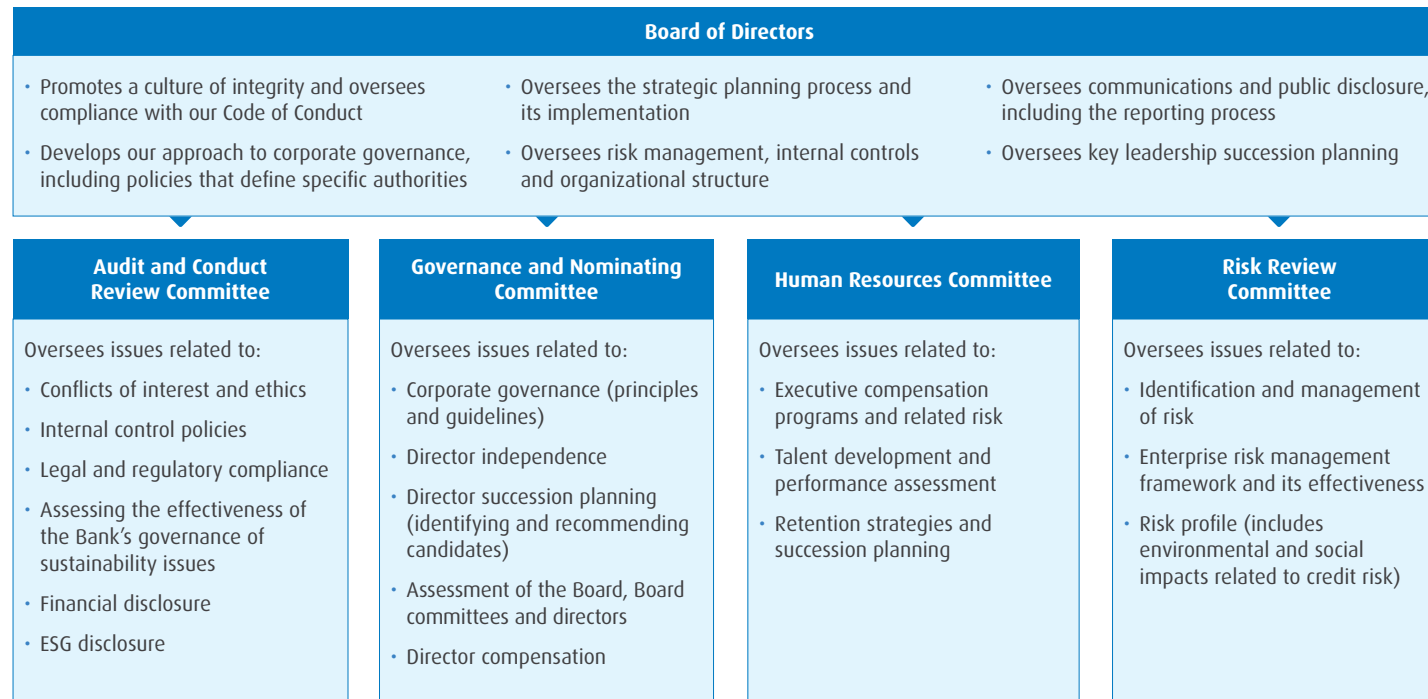 Board of Directors
• Promotes a culture of integrity and oversees
compliance with our Code of Conduct
• Develops our approach to corporate governance,
including policies that define specific authorities
• Oversees the strategic planning process and
its implementation
• Oversees risk management, internal controls
and organizational structure
• Oversees communications and public disclosure,
including the reporting process
• Oversees key leadership succession planning
Audit and Conduct
Review Committee
Oversees issues related to:
• Conflicts of interest and ethics
• Internal control policies
• Legal and regulatory compliance
• Assessing the effectiveness of
the Bank’s governance of
sustainability issues
• Financial disclosure
• ESG disclosure
Governance and Nominating
Committee
Oversees issues related to:
• Corporate governance (principles
and guidelines)
• Director independence
• Director succession planning
(identifying and recommending
candidates)
• Assessment of the Board, Board
committees and directors
• Director compensation
Human Resources Committee
Oversees issues related to:
• Executive compensation
programs and related risk
• Talent development and
performance assessment
• Retention strategies and
succession planning
Risk Review
Committee
Oversees issues related to:
• Identification and management
of risk
• Enterprise risk management
framework and its effectiveness
• Risk profile (includes
environmental and social
impacts related to credit risk)